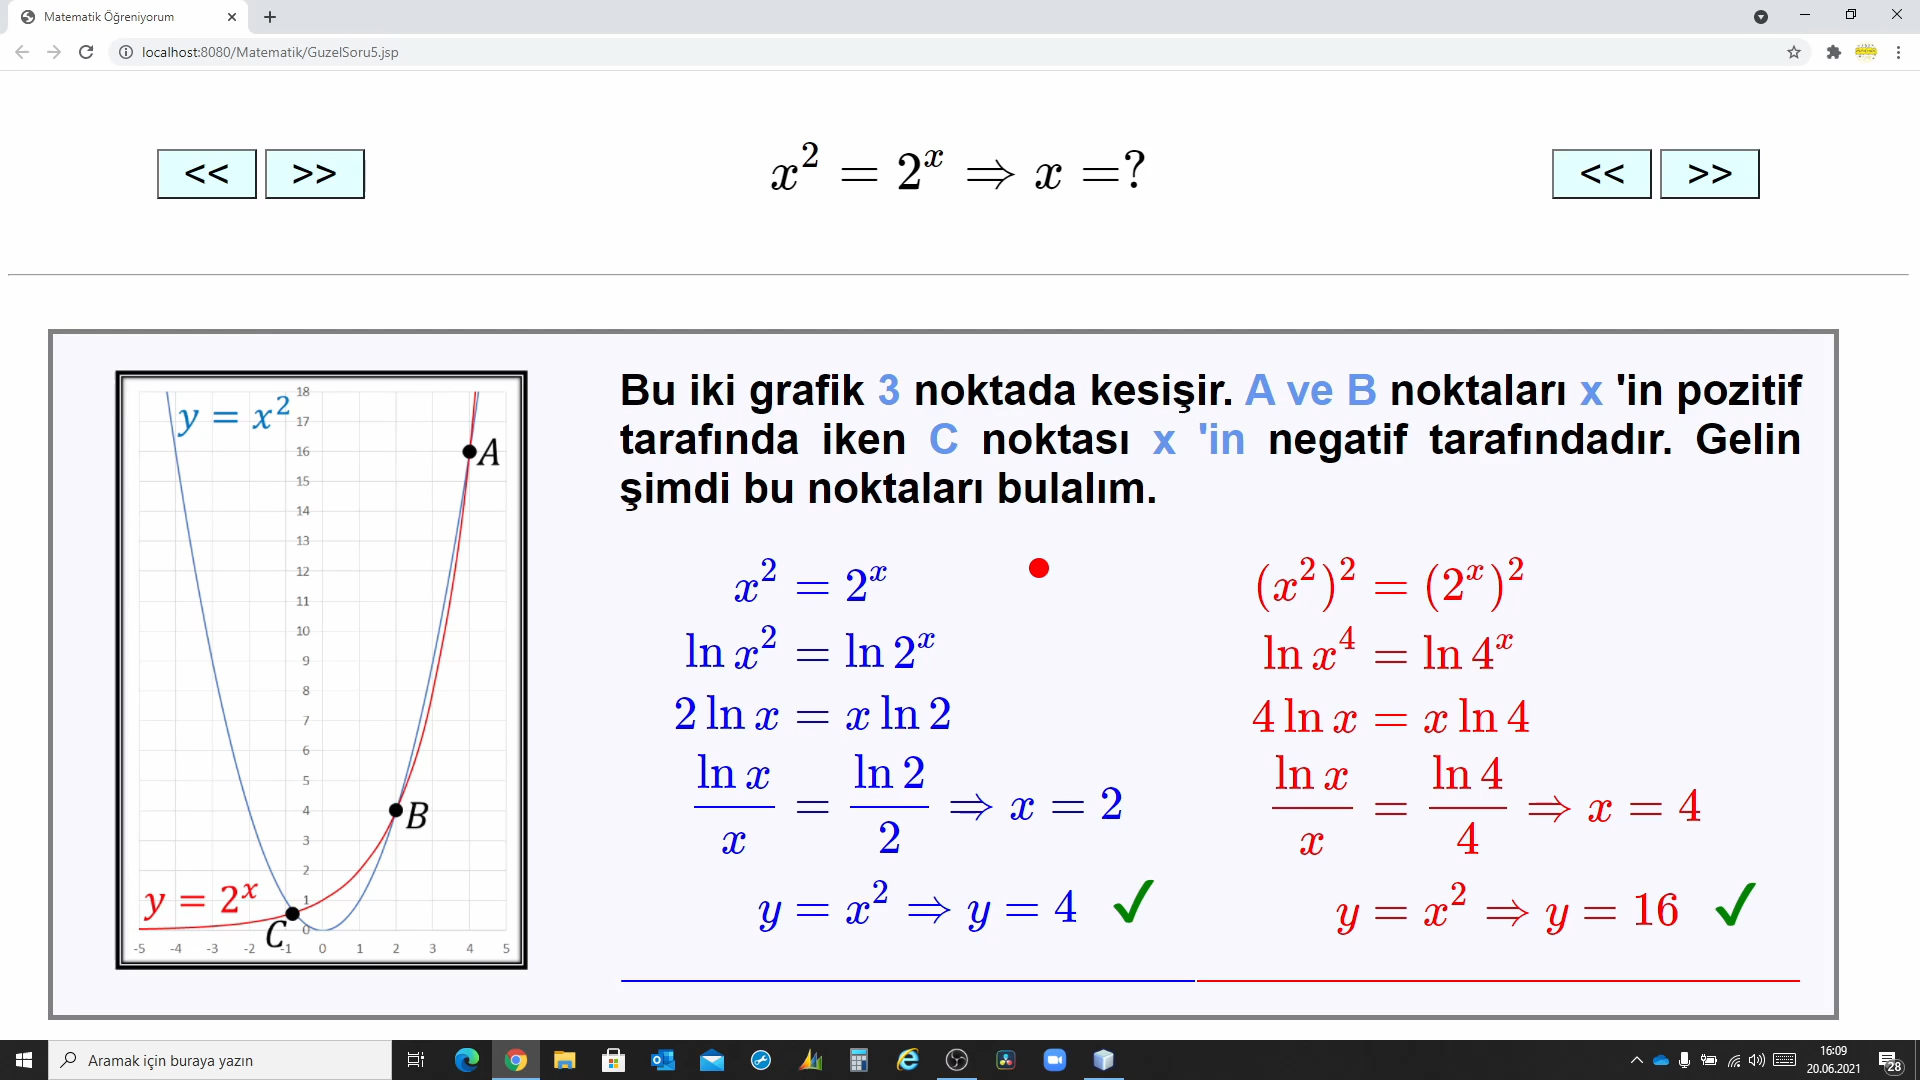 Matematik Öğreniyorum
localhost:8080/Matematik/GuzelSoru5.jsp
<< >>
x² = 2ˣ ⇒ x =?
<< >>
Bu iki grafik 3 noktada kesişir. A ve B noktaları x 'in pozitif
tarafında iken C noktası x 'in negatif tarafındadır. Gelin
şimdi bu noktaları bulalım.
y = x²
18
17
16
15
14
13
12
11
10
9
8
7
6
5
4
3
2
1
0
A
B
C
y = 2ˣ
-5 -4 -3 -2 -1 0 1 2 3 4 5
x² = 2ˣ
ln x² = ln 2ˣ
2 ln x = x ln 2
ln x / x = ln 2 / 2 ⇒ x = 2
y = x² ⇒ y = 4 ✓
(x²)² = (2ˣ)²
ln x⁴ = ln 4ˣ
4 ln x = x ln 4
ln x / x = ln 4 / 4 ⇒ x = 4
y = x² ⇒ y = 16 ✓
Aramak için buraya yazın
16:09
20.06.2021
28